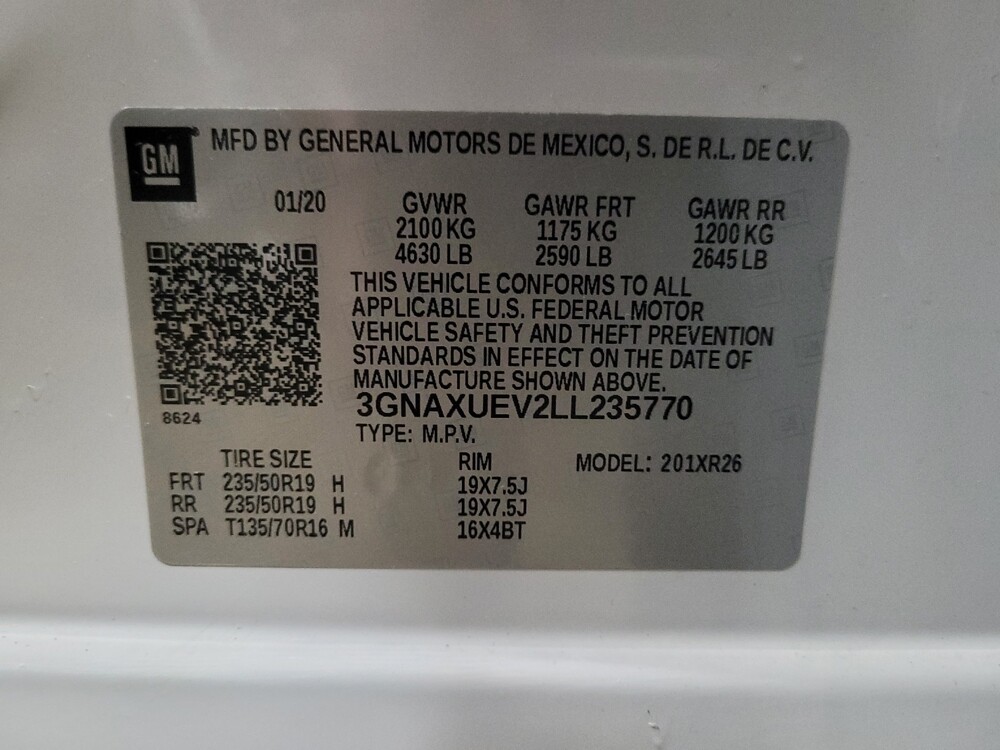 GM® MFD BY GENERAL MOTORS DE MEXICO, S. DE R.L. DE C.V.
01/20 GVWR GAWR FRT GAWR RR
2100 KG 1175 KG 1200 KG
4630 LB 2590 LB 2645 LB
THIS VEHICLE CONFORMS TO ALL
APPLICABLE U.S. FEDERAL MOTOR
VEHICLE SAFETY AND THEFT PREVENTION
STANDARDS IN EFFECT ON THE DATE OF
MANUFACTURE SHOWN ABOVE.
8624 3GNAXUEV2LL235770
TYPE: M.P.V.
TIRE SIZE RIM MODEL: 201XR26
FRT 235/50R19 H 19X7.5J
RR 235/50R19 H 19X7.5J
SPA T135/70R16 M 16X4BT